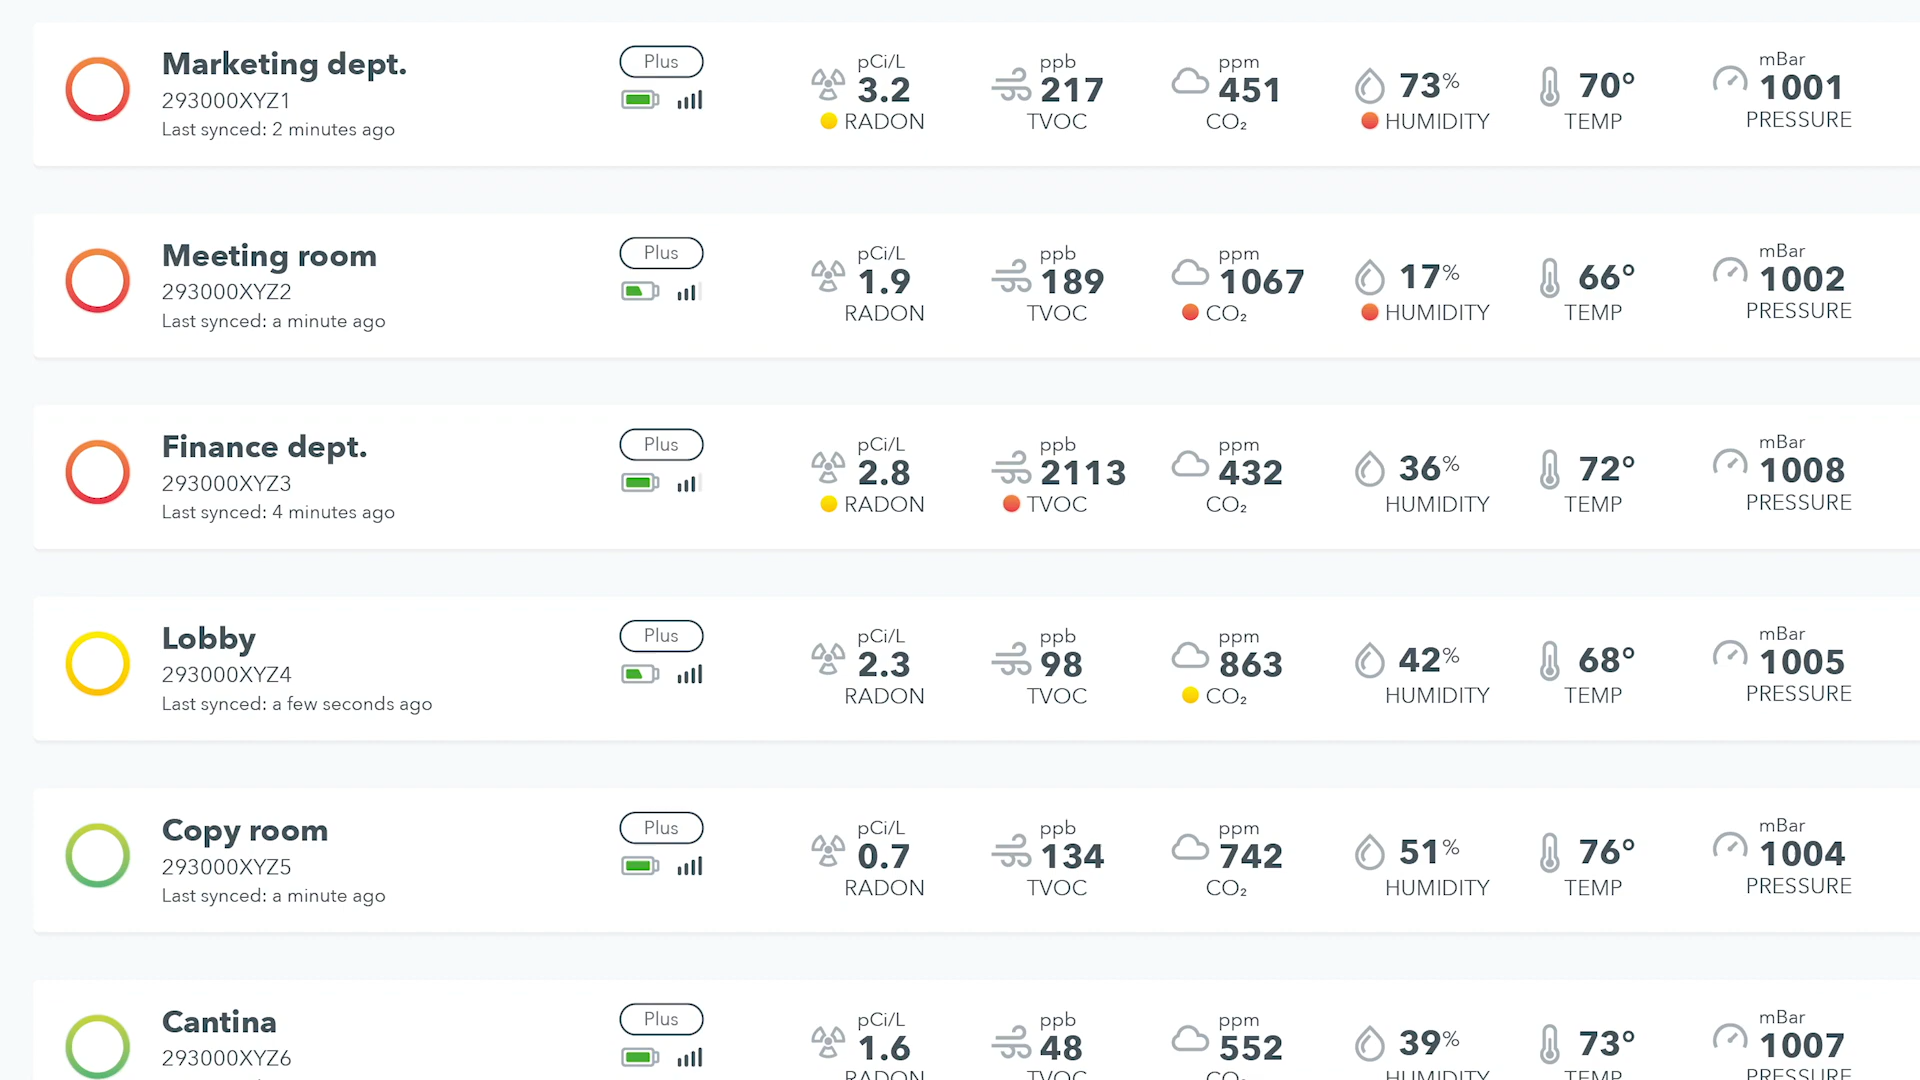 Marketing dept.
293000XYZ1
Last synced: 2 minutes ago
Plus
pCi/L
3.2
RADON
ppb
217
TVOC
ppm
451
CO₂
73%
HUMIDITY
70°
TEMP
mBar
1001
PRESSURE
Meeting room
293000XYZ2
Last synced: a minute ago
Plus
pCi/L
1.9
RADON
ppb
189
TVOC
ppm
1067
CO₂
17%
HUMIDITY
66°
TEMP
mBar
1002
PRESSURE
Finance dept.
293000XYZ3
Last synced: 4 minutes ago
Plus
pCi/L
2.8
RADON
ppb
2113
TVOC
ppm
432
CO₂
36%
HUMIDITY
72°
TEMP
mBar
1008
PRESSURE
Lobby
293000XYZ4
Last synced: a few seconds ago
Plus
pCi/L
2.3
RADON
ppb
98
TVOC
ppm
863
CO₂
42%
HUMIDITY
68°
TEMP
mBar
1005
PRESSURE
Copy room
293000XYZ5
Last synced: a minute ago
Plus
pCi/L
0.7
RADON
ppb
134
TVOC
ppm
742
CO₂
51%
HUMIDITY
76°
TEMP
mBar
1004
PRESSURE
Cantina
293000XYZ6
Plus
pCi/L
1.6
RADON
ppb
48
TVOC
ppm
552
CO₂
39%
HUMIDITY
73°
TEMP
mBar
1007
PRESSURE